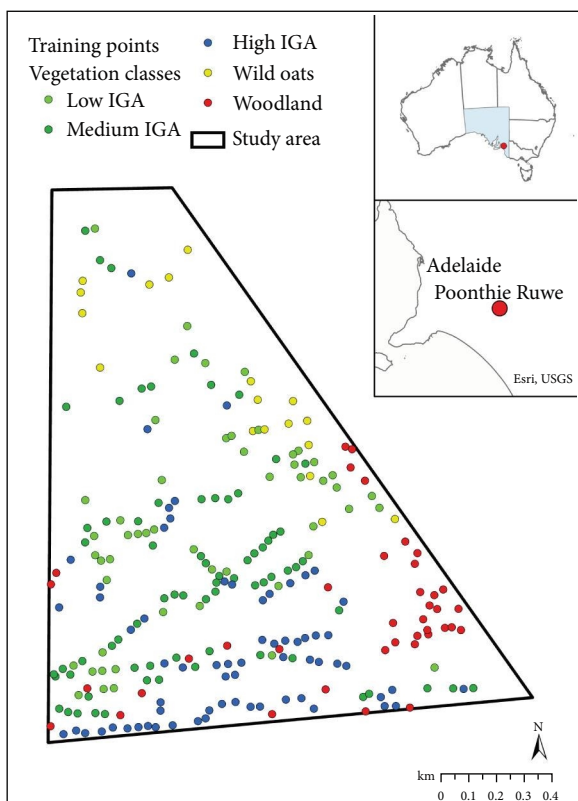 Training points
Vegetation classes
Low IGA
Medium IGA
High IGA
Wild oats
Woodland
Study area
Adelaide
Poonthie Ruwe
Esri, USGS
N
km
0 0.1 0.2 0.3 0.4